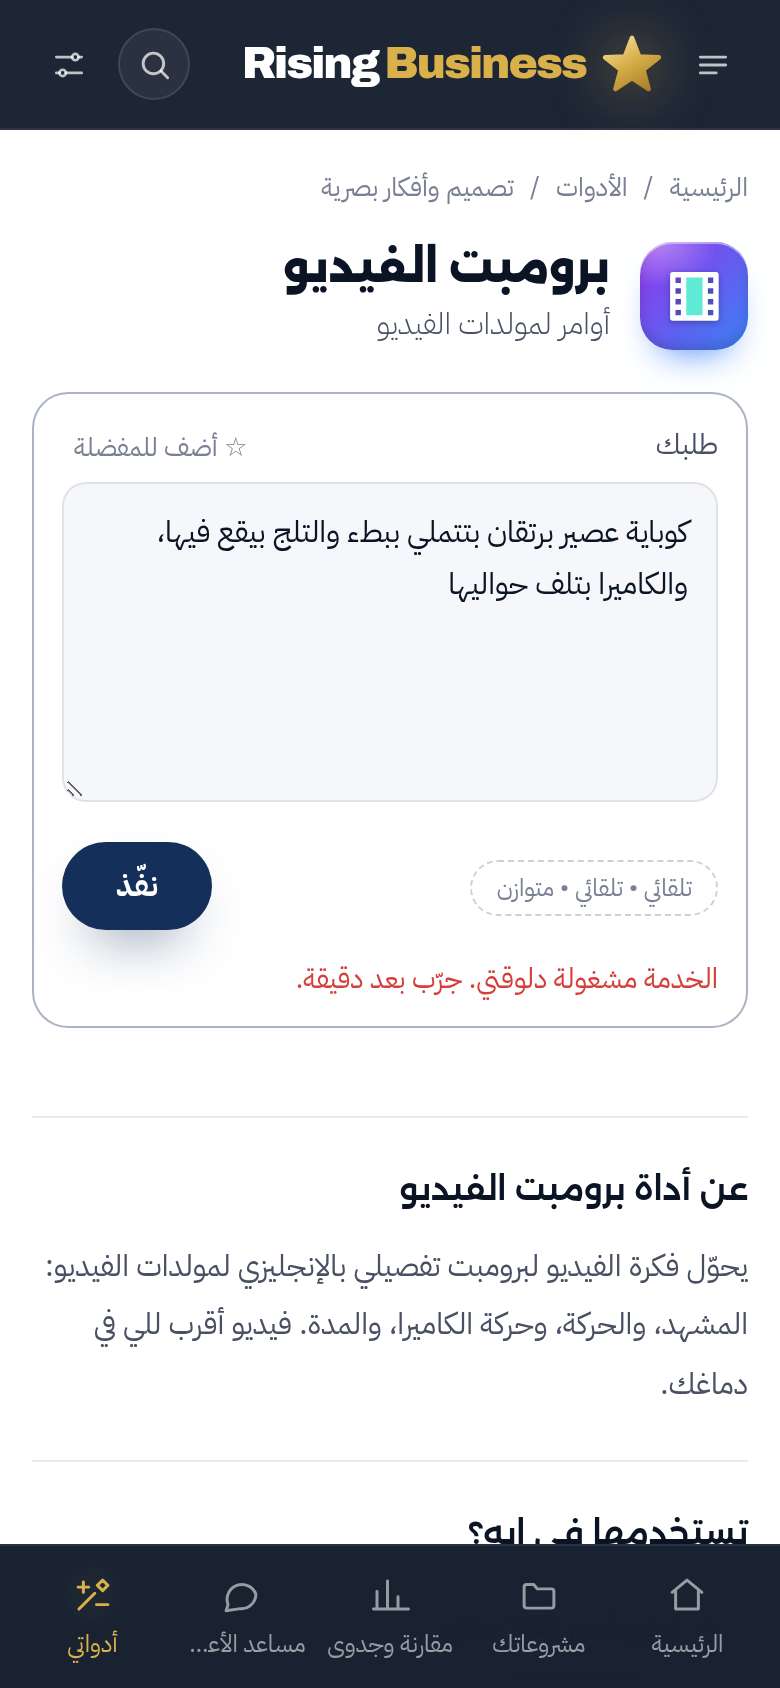 Rising Business
الرئيسية / الأدوات / تصميم وأفكار بصرية
برومبت الفيديو
أوامر لمولدات الفيديو
طلبك
☆ أضف للمفضلة
كوباية عصير برتقان بتتملي ببطء والتلج بيقع فيها،
والكاميرا بتلف حواليها
تلقائي • تلقائي • متوازن
نفّذ
الخدمة مشغولة دلوقتي. جرّب بعد دقيقة.
عن أداة برومبت الفيديو
يحوّل فكرة الفيديو لبرومبت تفصيلي بالإنجليزي لمولدات الفيديو:
المشهد، والحركة، وحركة الكاميرا، والمدة. فيديو أقرب للي في
دماغك.
تستخدمها في إيه؟
الرئيسية
مشروعاتك
مقارنة وجدوى
مساعد الأع...
أدواتي